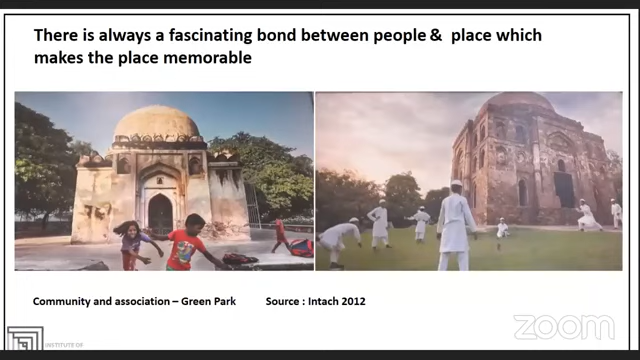 There is always a fascinating bond between people & place which
makes the place memorable
Community and association – Green Park Source : Intach 2012
INSTITUTE OF
zoom